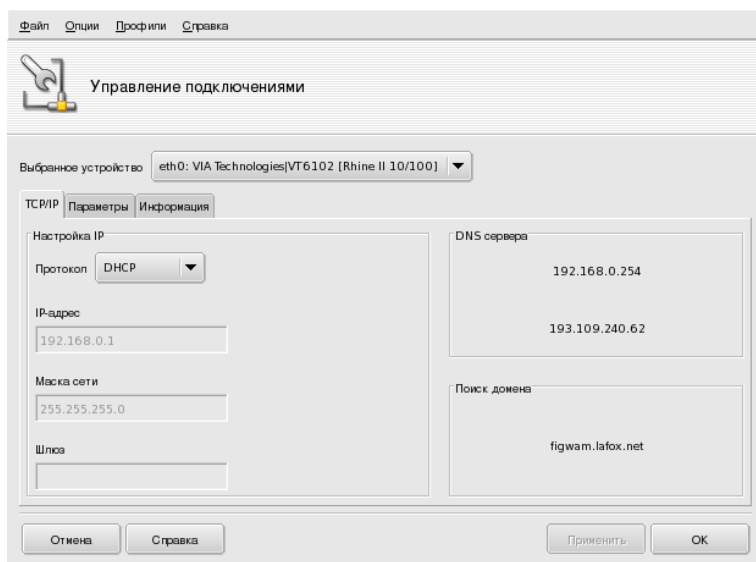 Файл Опции Профили Справка
Управление подключениями
Выбранное устройство eth0: VIA Technologies|VT6102 [Rhine II 10/100]
TCP/IP Параметры Информация
Настройка IP
Протокол DHCP
IP-адрес
192.168.0.1
Маска сети
255.255.255.0
Шлюз
DNS сервера
192.168.0.254
193.109.240.62
Поиск домена
figwam.lafox.net
Отмена Справка Применить OK